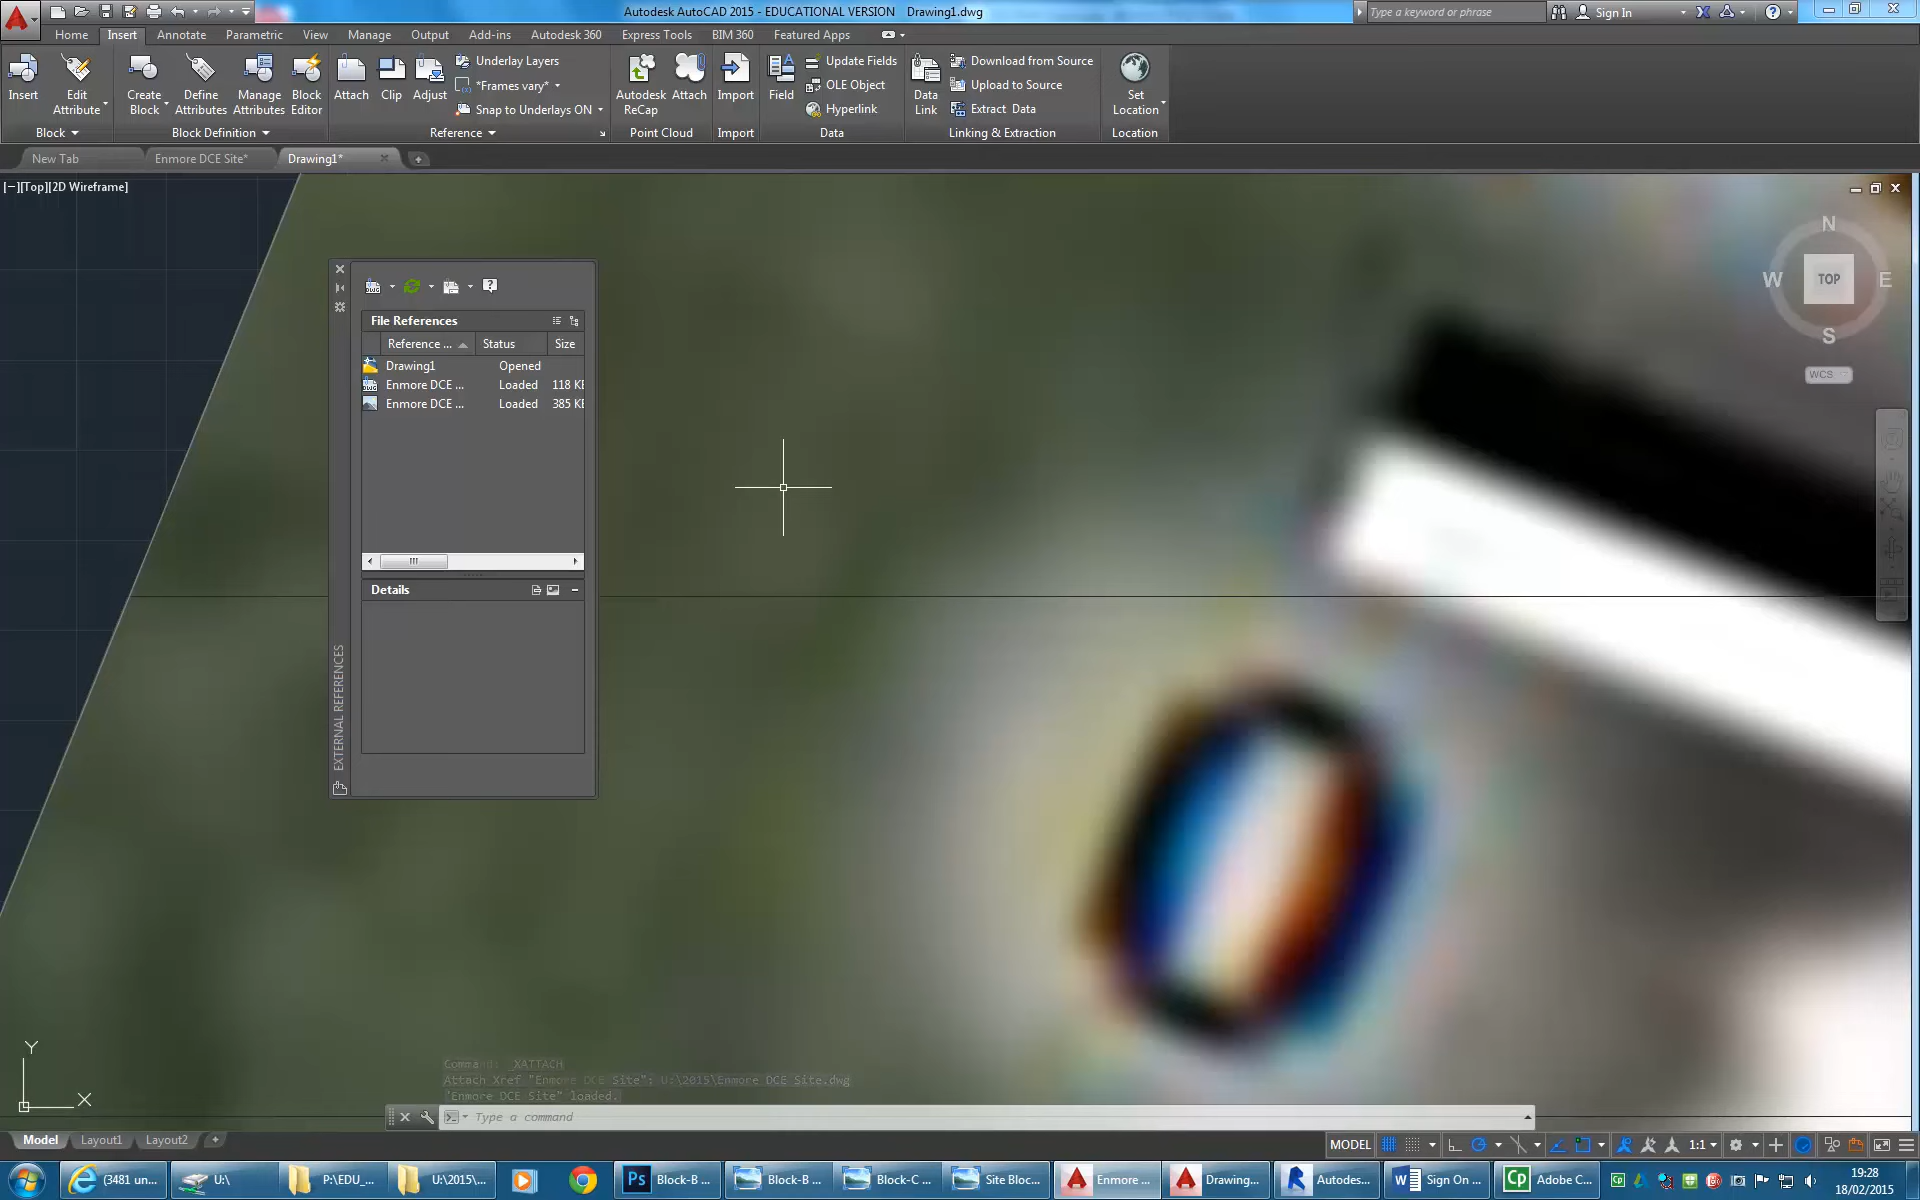 Autodesk AutoCAD 2015 - EDUCATIONAL VERSION Drawing1.dwg
Type a keyword or phrase
Sign In
Home Insert Annotate Parametric View Manage Output Add-ins Autodesk 360 Express Tools BIM 360 Featured Apps
Insert
Edit
Attribute
Create
Block
Define
Attributes
Manage
Attributes
Block
Editor
Attach
Clip
Adjust
Underlay Layers
*Frames vary*
Snap to Underlays ON
Autodesk
ReCap
Attach
Import
Field
Update Fields
OLE Object
Hyperlink
Data
Link
Download from Source
Upload to Source
Extract Data
Set
Location
Block
Block Definition
Reference
Point Cloud
Import
Data
Linking & Extraction
Location
New Tab
Enmore DCE Site*
Drawing1*
[−][Top][2D Wireframe]
N
W
TOP
E
S
WCS
File References
Reference ... Status Size
Drawing1 Opened
Enmore DCE ... Loaded 118 KB
Enmore DCE ... Loaded 385 KB
Details
EXTERNAL REFERENCES
Y
X
Command: _XATTACH
Attach Xref "Enmore DCE Site": U:\2015\Enmore DCE Site.dwg
"Enmore DCE Site" loaded.
Type a command
Model Layout1 Layout2
MODEL
1:1
(3481 un...
U:\
P:\EDU_...
U:\2015\...
Block-B ...
Block-B ...
Block-C ...
Site Bloc...
Enmore ...
Drawing...
Autodes...
Sign On ...
Adobe C...
19:28
18/02/2015